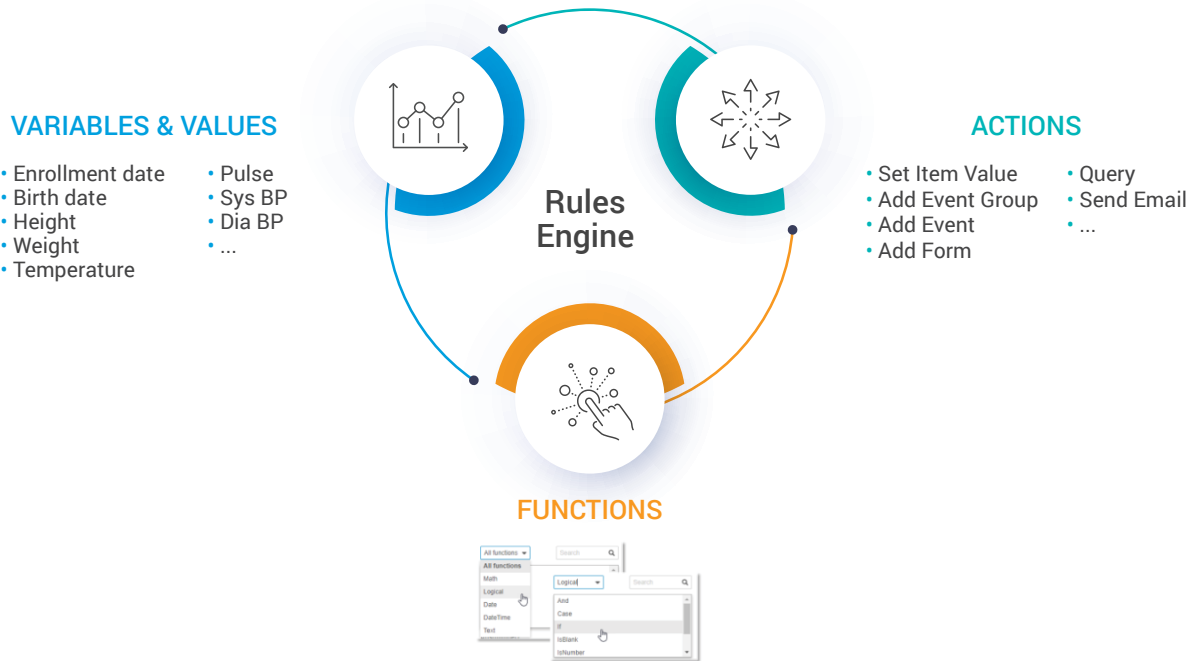 VARIABLES & VALUES
• Enrollment date
• Birth date
• Height
• Weight
• Temperature
• Pulse
• Sys BP
• Dia BP
• ...
Rules
Engine
ACTIONS
• Set Item Value
• Add Event Group
• Add Event
• Add Form
• Query
• Send Email
• ...
FUNCTIONS
All functions
Search
All functions
Math
Logical
Date
DateTime
Text
Logical
Search
And
Case
If
IsBlank
IsNumber